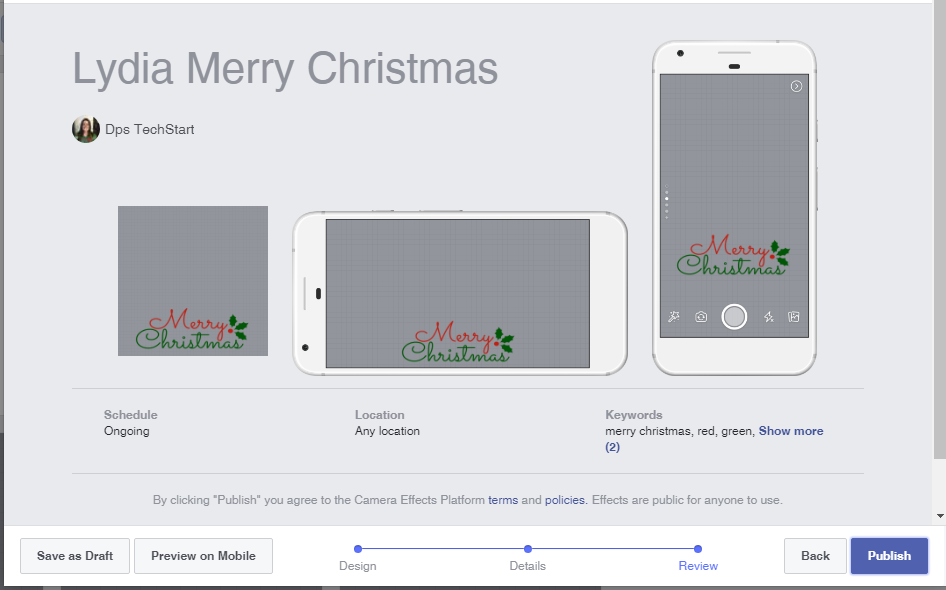 Lydia Merry Christmas
Dps TechStart
Merry
Christmas
Merry
Christmas
Merry
Christmas
Schedule
Ongoing
Location
Any location
Keywords
merry christmas, red, green, Show more
(2)
By clicking "Publish" you agree to the Camera Effects Platform terms and policies. Effects are public for anyone to use.
Save as Draft
Preview on Mobile
Design
Details
Review
Back
Publish